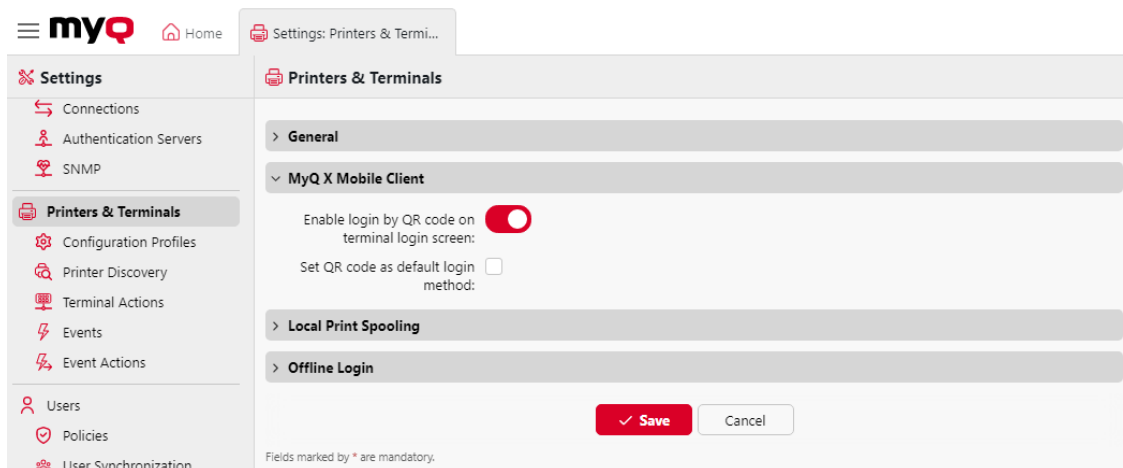 myQ
Home
Settings: Printers & Termi...
Settings
Connections
Authentication Servers
SNMP
Printers & Terminals
Configuration Profiles
Printer Discovery
Terminal Actions
Events
Event Actions
Users
Policies
User Synchronization
Printers & Terminals
General
MyQ X Mobile Client
Enable login by QR code on
terminal login screen:
Set QR code as default login
method:
Local Print Spooling
Offline Login
Save
Cancel
Fields marked by * are mandatory.